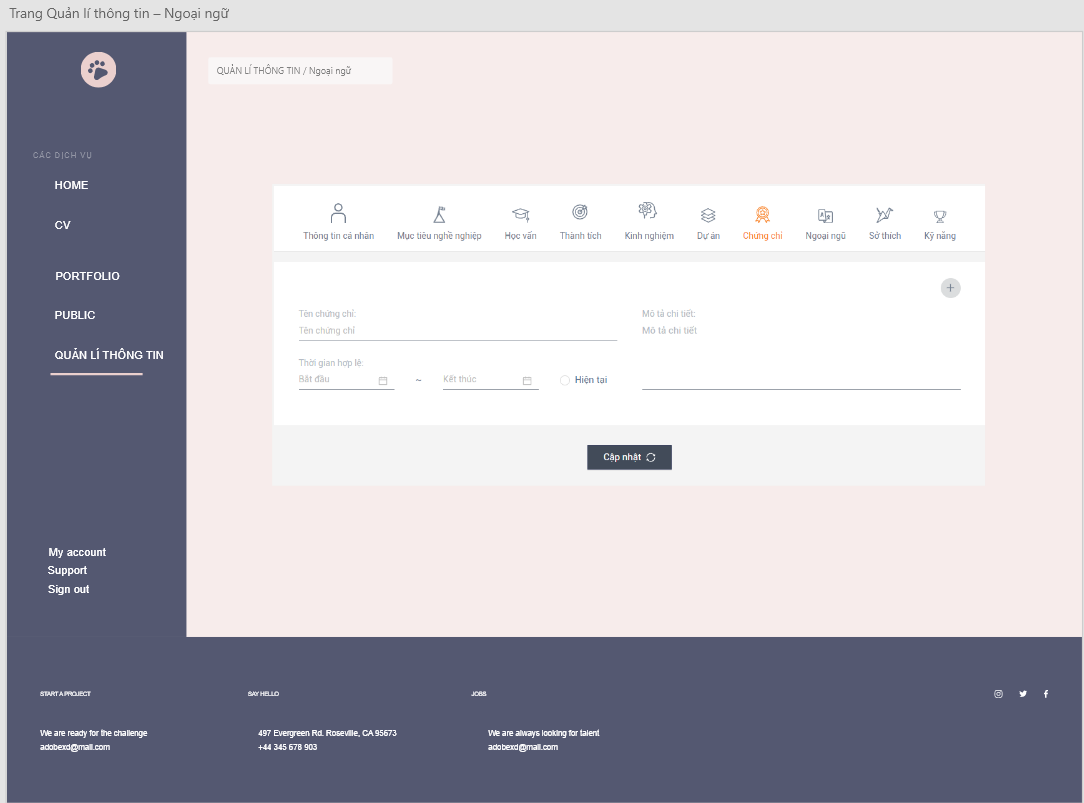 Trang Quản lí thông tin – Ngoại ngữ
QUẢN LÍ THÔNG TIN / Ngoại ngữ
CÁC DỊCH VỤ
HOME
CV
PORTFOLIO
PUBLIC
QUẢN LÍ THÔNG TIN
My account
Support
Sign out
Thông tin cá nhân
Mục tiêu nghề nghiệp
Học vấn
Thành tích
Kinh nghiệm
Dự án
Chứng chỉ
Ngoại ngũ
Sở thích
Kỹ năng
Tên chứng chỉ:
Tên chứng chỉ
Mô tả chi tiết:
Mô tả chi tiết
Thời gian hợp lệ:
Bắt đầu
~
Kết thúc
Hiện tại
Cập nhật
START A PROJECT
SAY HELLO
JOBS
We are ready for the challenge
adobexd@mail.com
497 Evergreen Rd. Roseville, CA 95673
+44 345 678 903
We are always looking for talent
adobexd@mail.com